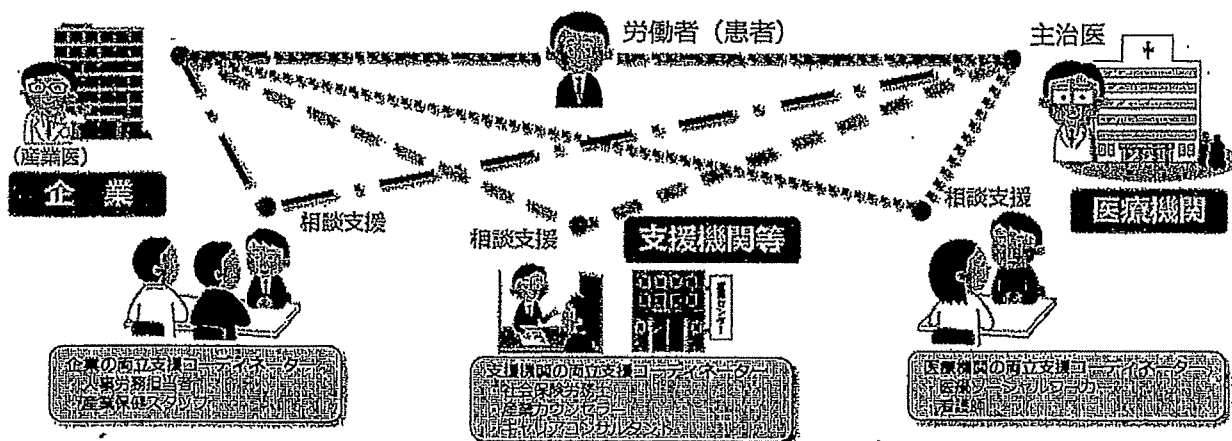 労働者（患者）
主治医
(産業医)
企業
相談支援
相談支援
支援機関等
相談支援
医療機関
企業の両立支援コーディネーター
・人事労務担当者
・産業保健スタッフ
支援機関の両立支援コーディネーター
・社会保険労務士
・産業カウンセラー
・キャリアコンサルタント
医療機関の両立支援コーディネーター
・医療ソーシャルワーカー
・看護師